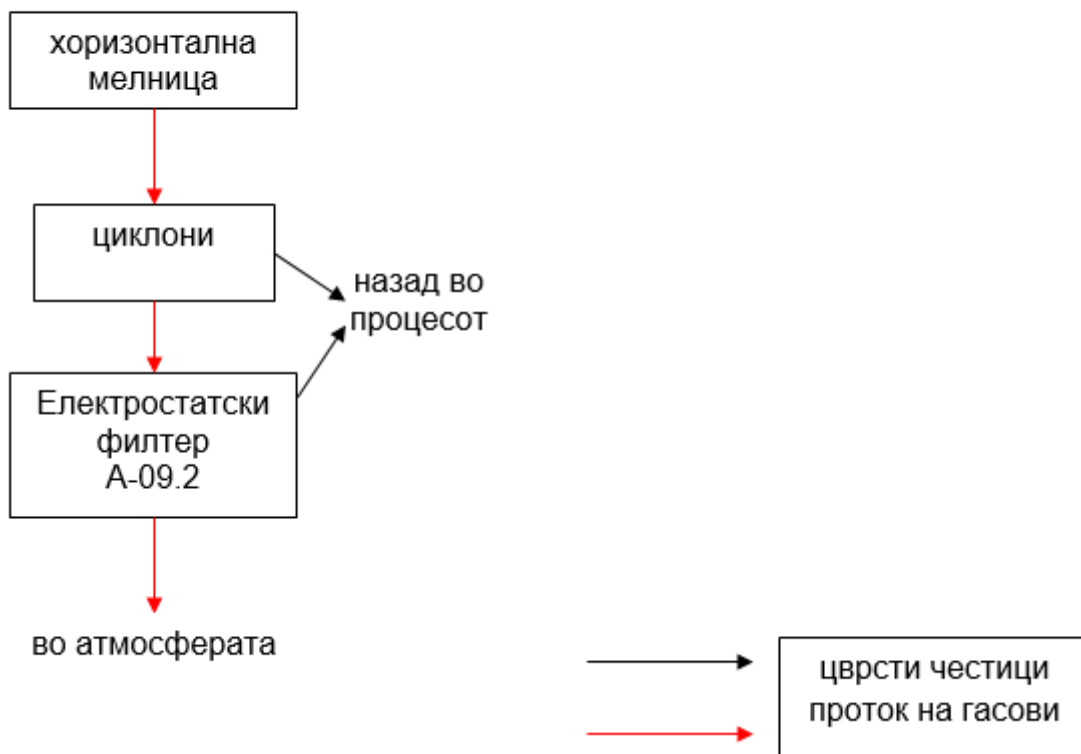 хоризонтална
мелница
циклони
назад во
процесот
Електростатски
филтер
А-09.2
во атмосферата
цврсти честици
проток на гасови